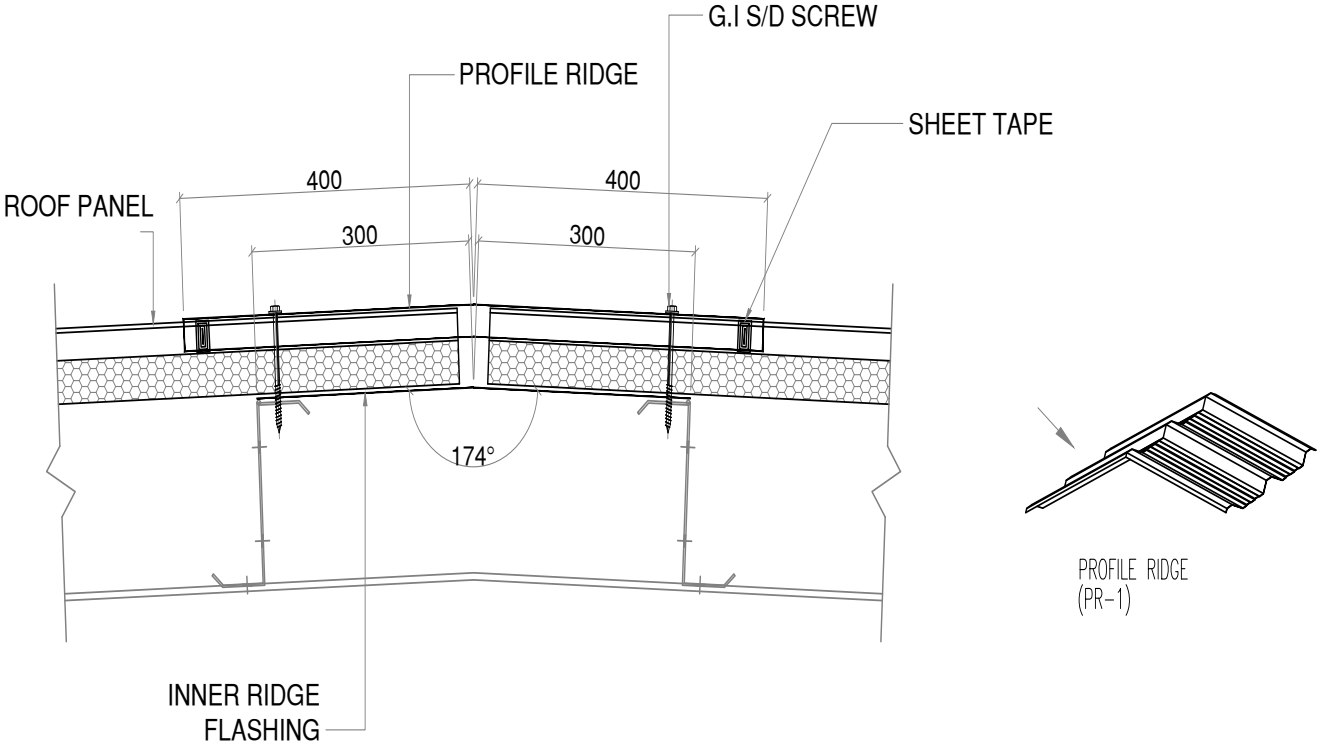 G.I S/D SCREW
PROFILE RIDGE
SHEET TAPE
400
400
ROOF PANEL
300
300
174°
PROFILE RIDGE
(PR-1)
INNER RIDGE
FLASHING